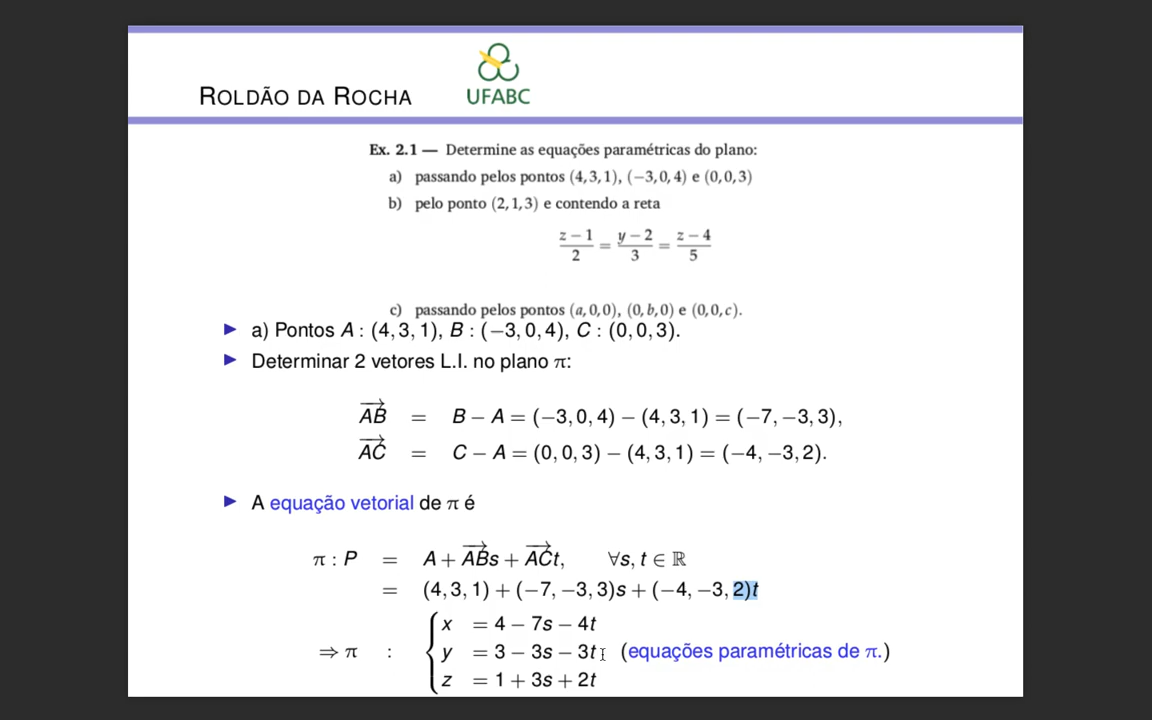 ROLDÃO DA ROCHA
UFABC
Ex. 2.1 — Determine as equações paramétricas do plano:
a) passando pelos pontos (4,3,1), (−3,0,4) e (0,0,3)
b) pelo ponto (2,1,3) e contendo a reta
(z − 1)/2 = (y − 2)/3 = (z − 4)/5
c) passando pelos pontos (a,0,0), (0,b,0) e (0,0,c).
▶ a) Pontos A : (4, 3, 1), B : (−3, 0, 4), C : (0, 0, 3).
▶ Determinar 2 vetores L.I. no plano π:
A⃗B = B − A = (−3, 0, 4) − (4, 3, 1) = (−7, −3, 3),
A⃗C = C − A = (0, 0, 3) − (4, 3, 1) = (−4, −3, 2).
▶ A equação vetorial de π é
π : P = A + A⃗Bs + A⃗Ct, ∀s, t ∈ ℝ
= (4, 3, 1) + (−7, −3, 3)s + (−4, −3, 2)t
x = 4 − 7s − 4t
⇒ π : { y = 3 − 3s − 3t (equações paramétricas de π.)
z = 1 + 3s + 2t